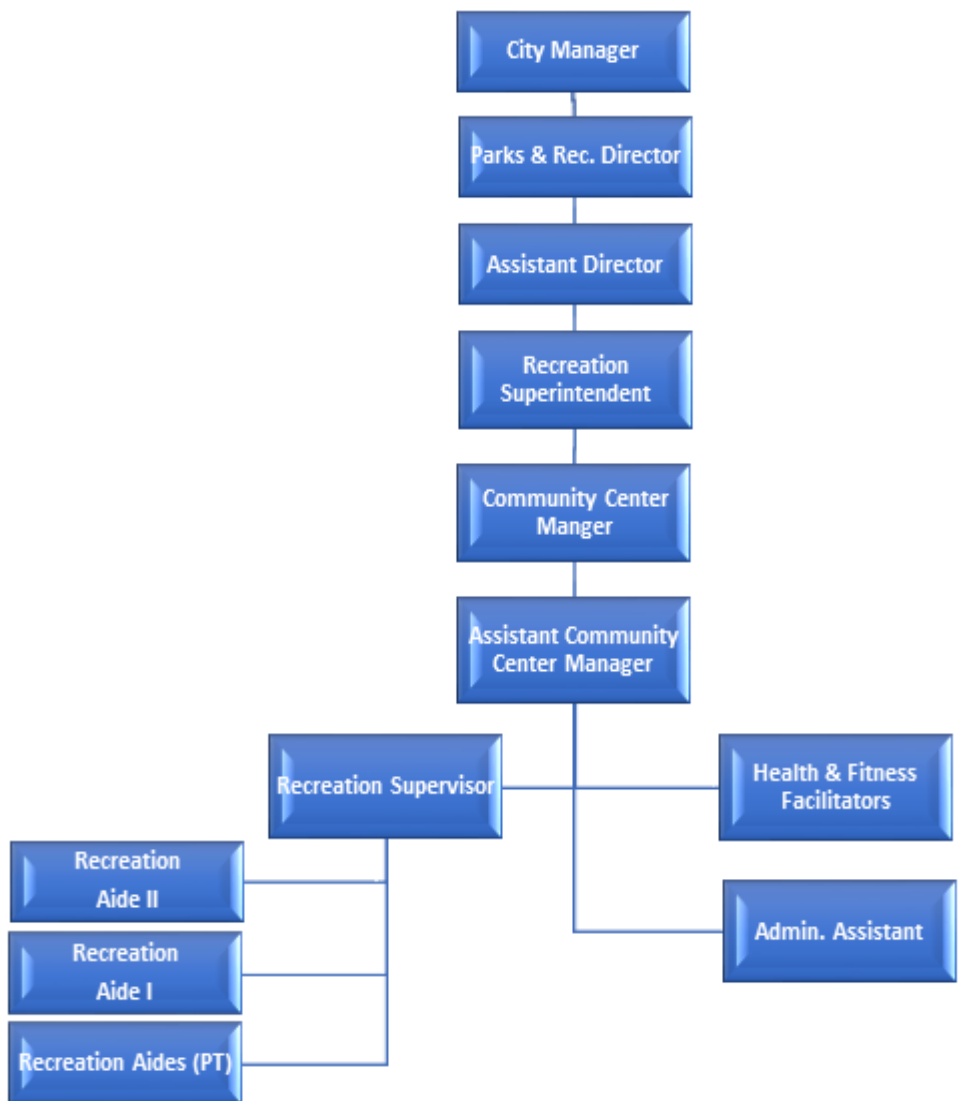 City Manager
Parks & Rec. Director
Assistant Director
Recreation
Superintendent
Community Center
Manger
Assistant Community
Center Manager
Recreation Supervisor
Health & Fitness
Facilitators
Recreation
Aide II
Admin. Assistant
Recreation
Aide I
Recreation Aides (PT)